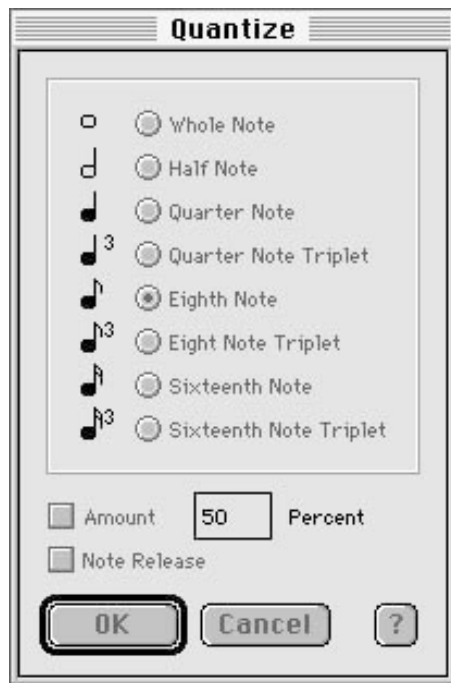 Quantize
Whole Note
Half Note
Quarter Note
3 Quarter Note Triplet
Eighth Note
3 Eight Note Triplet
Sixteenth Note
3 Sixteenth Note Triplet
Amount 50 Percent
Note Release
OK Cancel ?